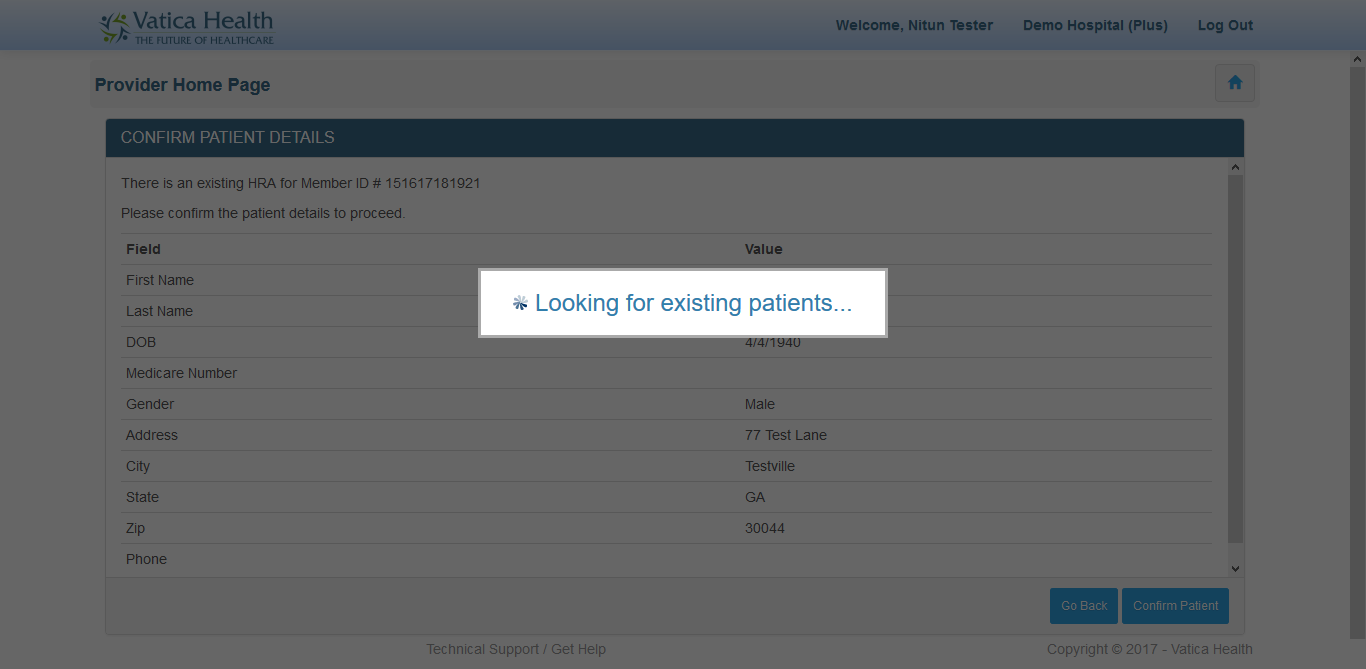 Vatica Health
THE FUTURE OF HEALTHCARE
Welcome, Nitun Tester Demo Hospital (Plus) Log Out
Provider Home Page
CONFIRM PATIENT DETAILS
There is an existing HRA for Member ID # 151617181921
Please confirm the patient details to proceed.
Field Value
First Name
Last Name
Looking for existing patients...
DOB 4/4/1940
Medicare Number
Gender Male
Address 77 Test Lane
City Testville
State GA
Zip 30044
Phone
Go Back Confirm Patient
Technical Support / Get Help Copyright © 2017 - Vatica Health